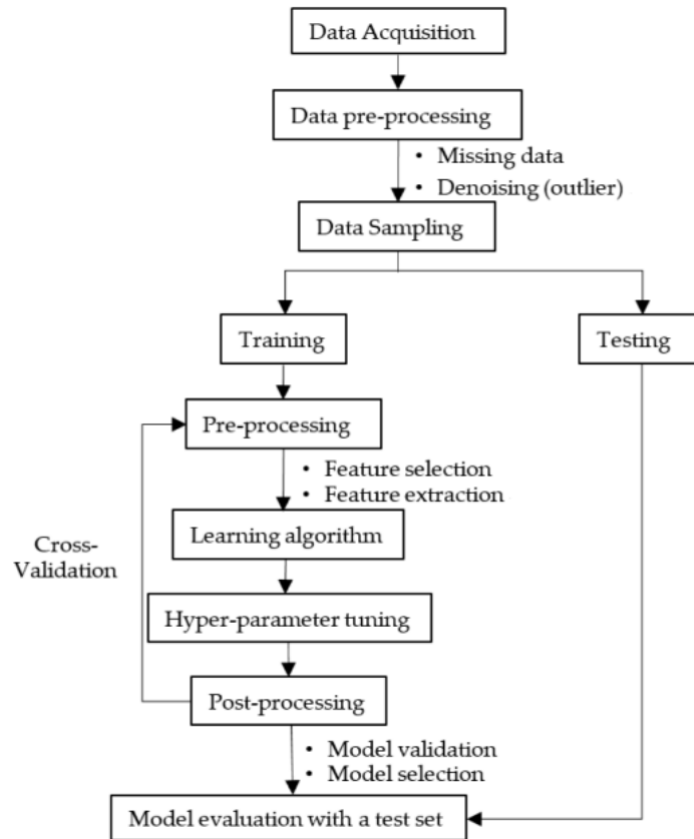 Data Acquisition
Data pre-processing
• Missing data
• Denoising (outlier)
Data Sampling
Training
Testing
Pre-processing
• Feature selection
• Feature extraction
Learning algorithm
Cross-
Validation
Hyper-parameter tuning
Post-processing
• Model validation
• Model selection
Model evaluation with a test set